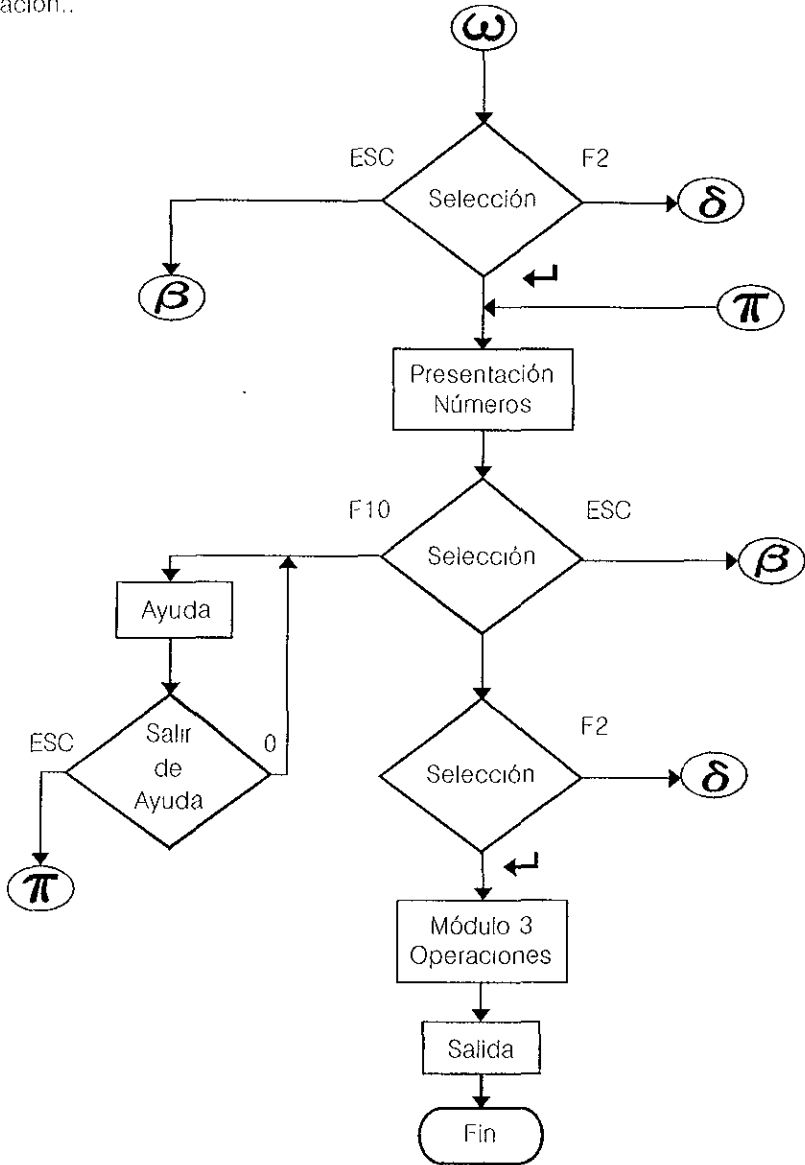 ación..
ω
ESC
F2
Selección
δ
β
π
Presentación
Números
F10
ESC
Selección
β
Ayuda
ESC
Salir
de
Ayuda
0
F2
Selección
δ
π
Módulo 3
Operaciones
Salida
Fin